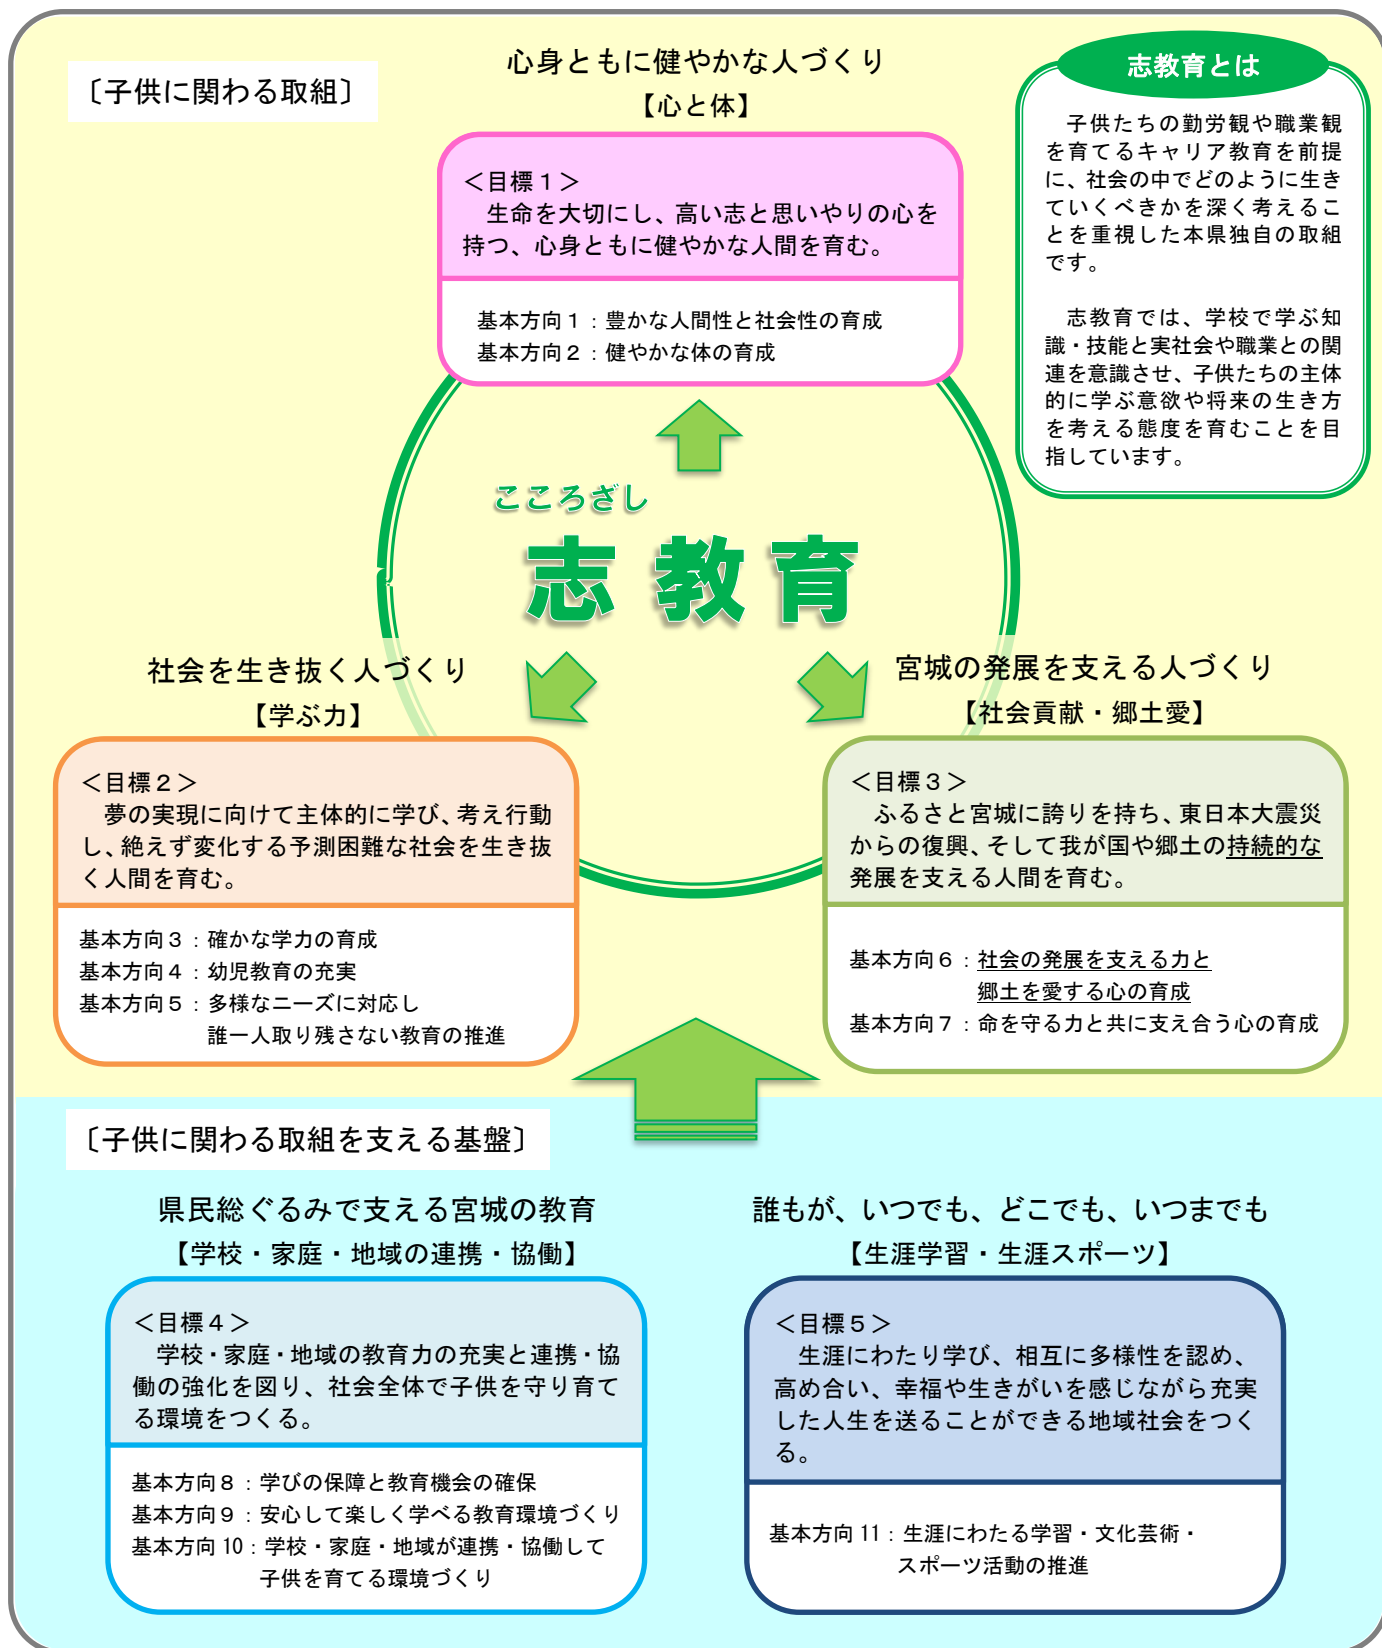 〔子供に関わる取組〕
心身ともに健やかな人づくり
【心と体】
＜目標１＞
生命を大切にし、高い志と思いやりの心を
持つ、心身ともに健やかな人間を育む。
基本方向１：豊かな人間性と社会性の育成
基本方向２：健やかな体の育成
志教育とは
子供たちの勤労観や職業観
を育てるキャリア教育を前提
に、社会の中でどのように生き
ていくべきかを深く考えるこ
とを重視した本県独自の取組
です。
志教育では、学校で学ぶ知
識・技能と実社会や職業との関
連を意識させ、子供たちの主体
的に学ぶ意欲や将来の生き方
を考える態度を育むことを目
指しています。
こころざし
志教育
社会を生き抜く人づくり
【学ぶ力】
＜目標２＞
夢の実現に向けて主体的に学び、考え行動
し、絶えず変化する予測困難な社会を生き抜
く人間を育む。
基本方向３：確かな学力の育成
基本方向４：幼児教育の充実
基本方向５：多様なニーズに対応し
誰一人取り残さない教育の推進
宮城の発展を支える人づくり
【社会貢献・郷土愛】
＜目標３＞
ふるさと宮城に誇りを持ち、東日本大震災
からの復興、そして我が国や郷土の持続的な
発展を支える人間を育む。
基本方向６：社会の発展を支える力と
郷土を愛する心の育成
基本方向７：命を守る力と共に支え合う心の育成
〔子供に関わる取組を支える基盤〕
県民総ぐるみで支える宮城の教育
【学校・家庭・地域の連携・協働】
＜目標４＞
学校・家庭・地域の教育力の充実と連携・協
働の強化を図り、社会全体で子供を守り育て
る環境をつくる。
基本方向８：学びの保障と教育機会の確保
基本方向９：安心して楽しく学べる教育環境づくり
基本方向10：学校・家庭・地域が連携・協働して
子供を育てる環境づくり
誰もが、いつでも、どこでも、いつまでも
【生涯学習・生涯スポーツ】
＜目標５＞
生涯にわたり学び、相互に多様性を認め、
高め合い、幸福や生きがいを感じながら充実
した人生を送ることができる地域社会をつく
る。
基本方向11：生涯にわたる学習・文化芸術・
スポーツ活動の推進